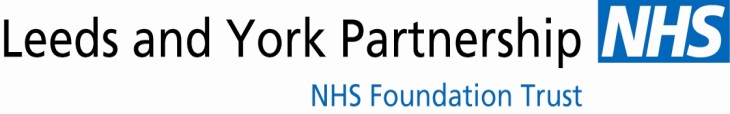 Leeds and York Partnership NHS
NHS Foundation Trust